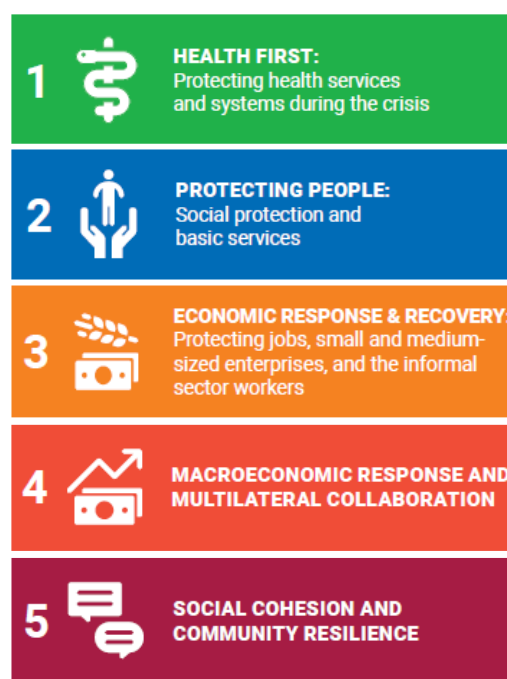 1
HEALTH FIRST:
Protecting health services
and systems during the crisis
2
PROTECTING PEOPLE:
Social protection and
basic services
3
ECONOMIC RESPONSE & RECOVERY:
Protecting jobs, small and medium-
sized enterprises, and the informal
sector workers
4
MACROECONOMIC RESPONSE AND
MULTILATERAL COLLABORATION
5
SOCIAL COHESION AND
COMMUNITY RESILIENCE